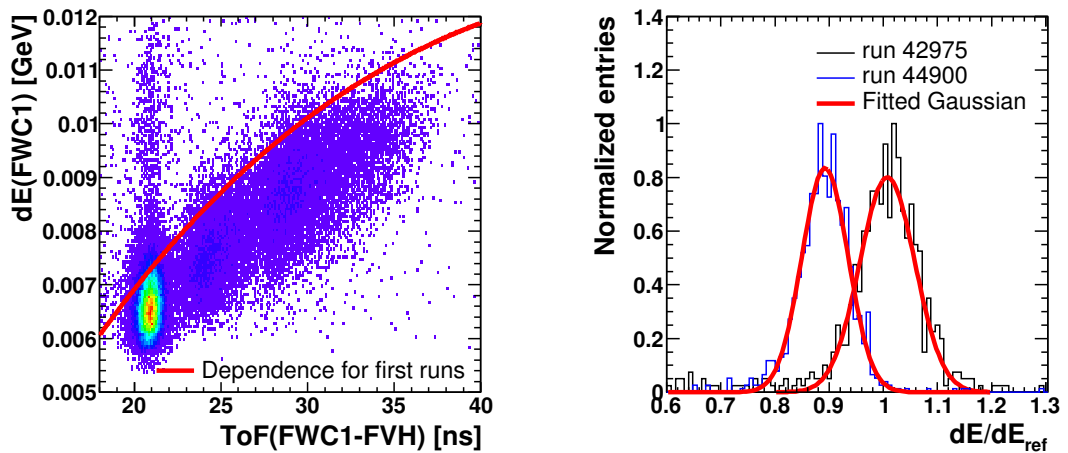 dE(FWC1) [GeV]
0.012
0.011
0.01
0.009
0.008
0.007
0.006
0.005
Dependence for first runs
20 25 30 35 40
ToF(FWC1-FVH) [ns]
Normalized entries
1.4
1.2
1
0.8
0.6
0.4
0.2
0
run 42975
run 44900
Fitted Gaussian
0.6 0.7 0.8 0.9 1 1.1 1.2 1.3
dE/dEref